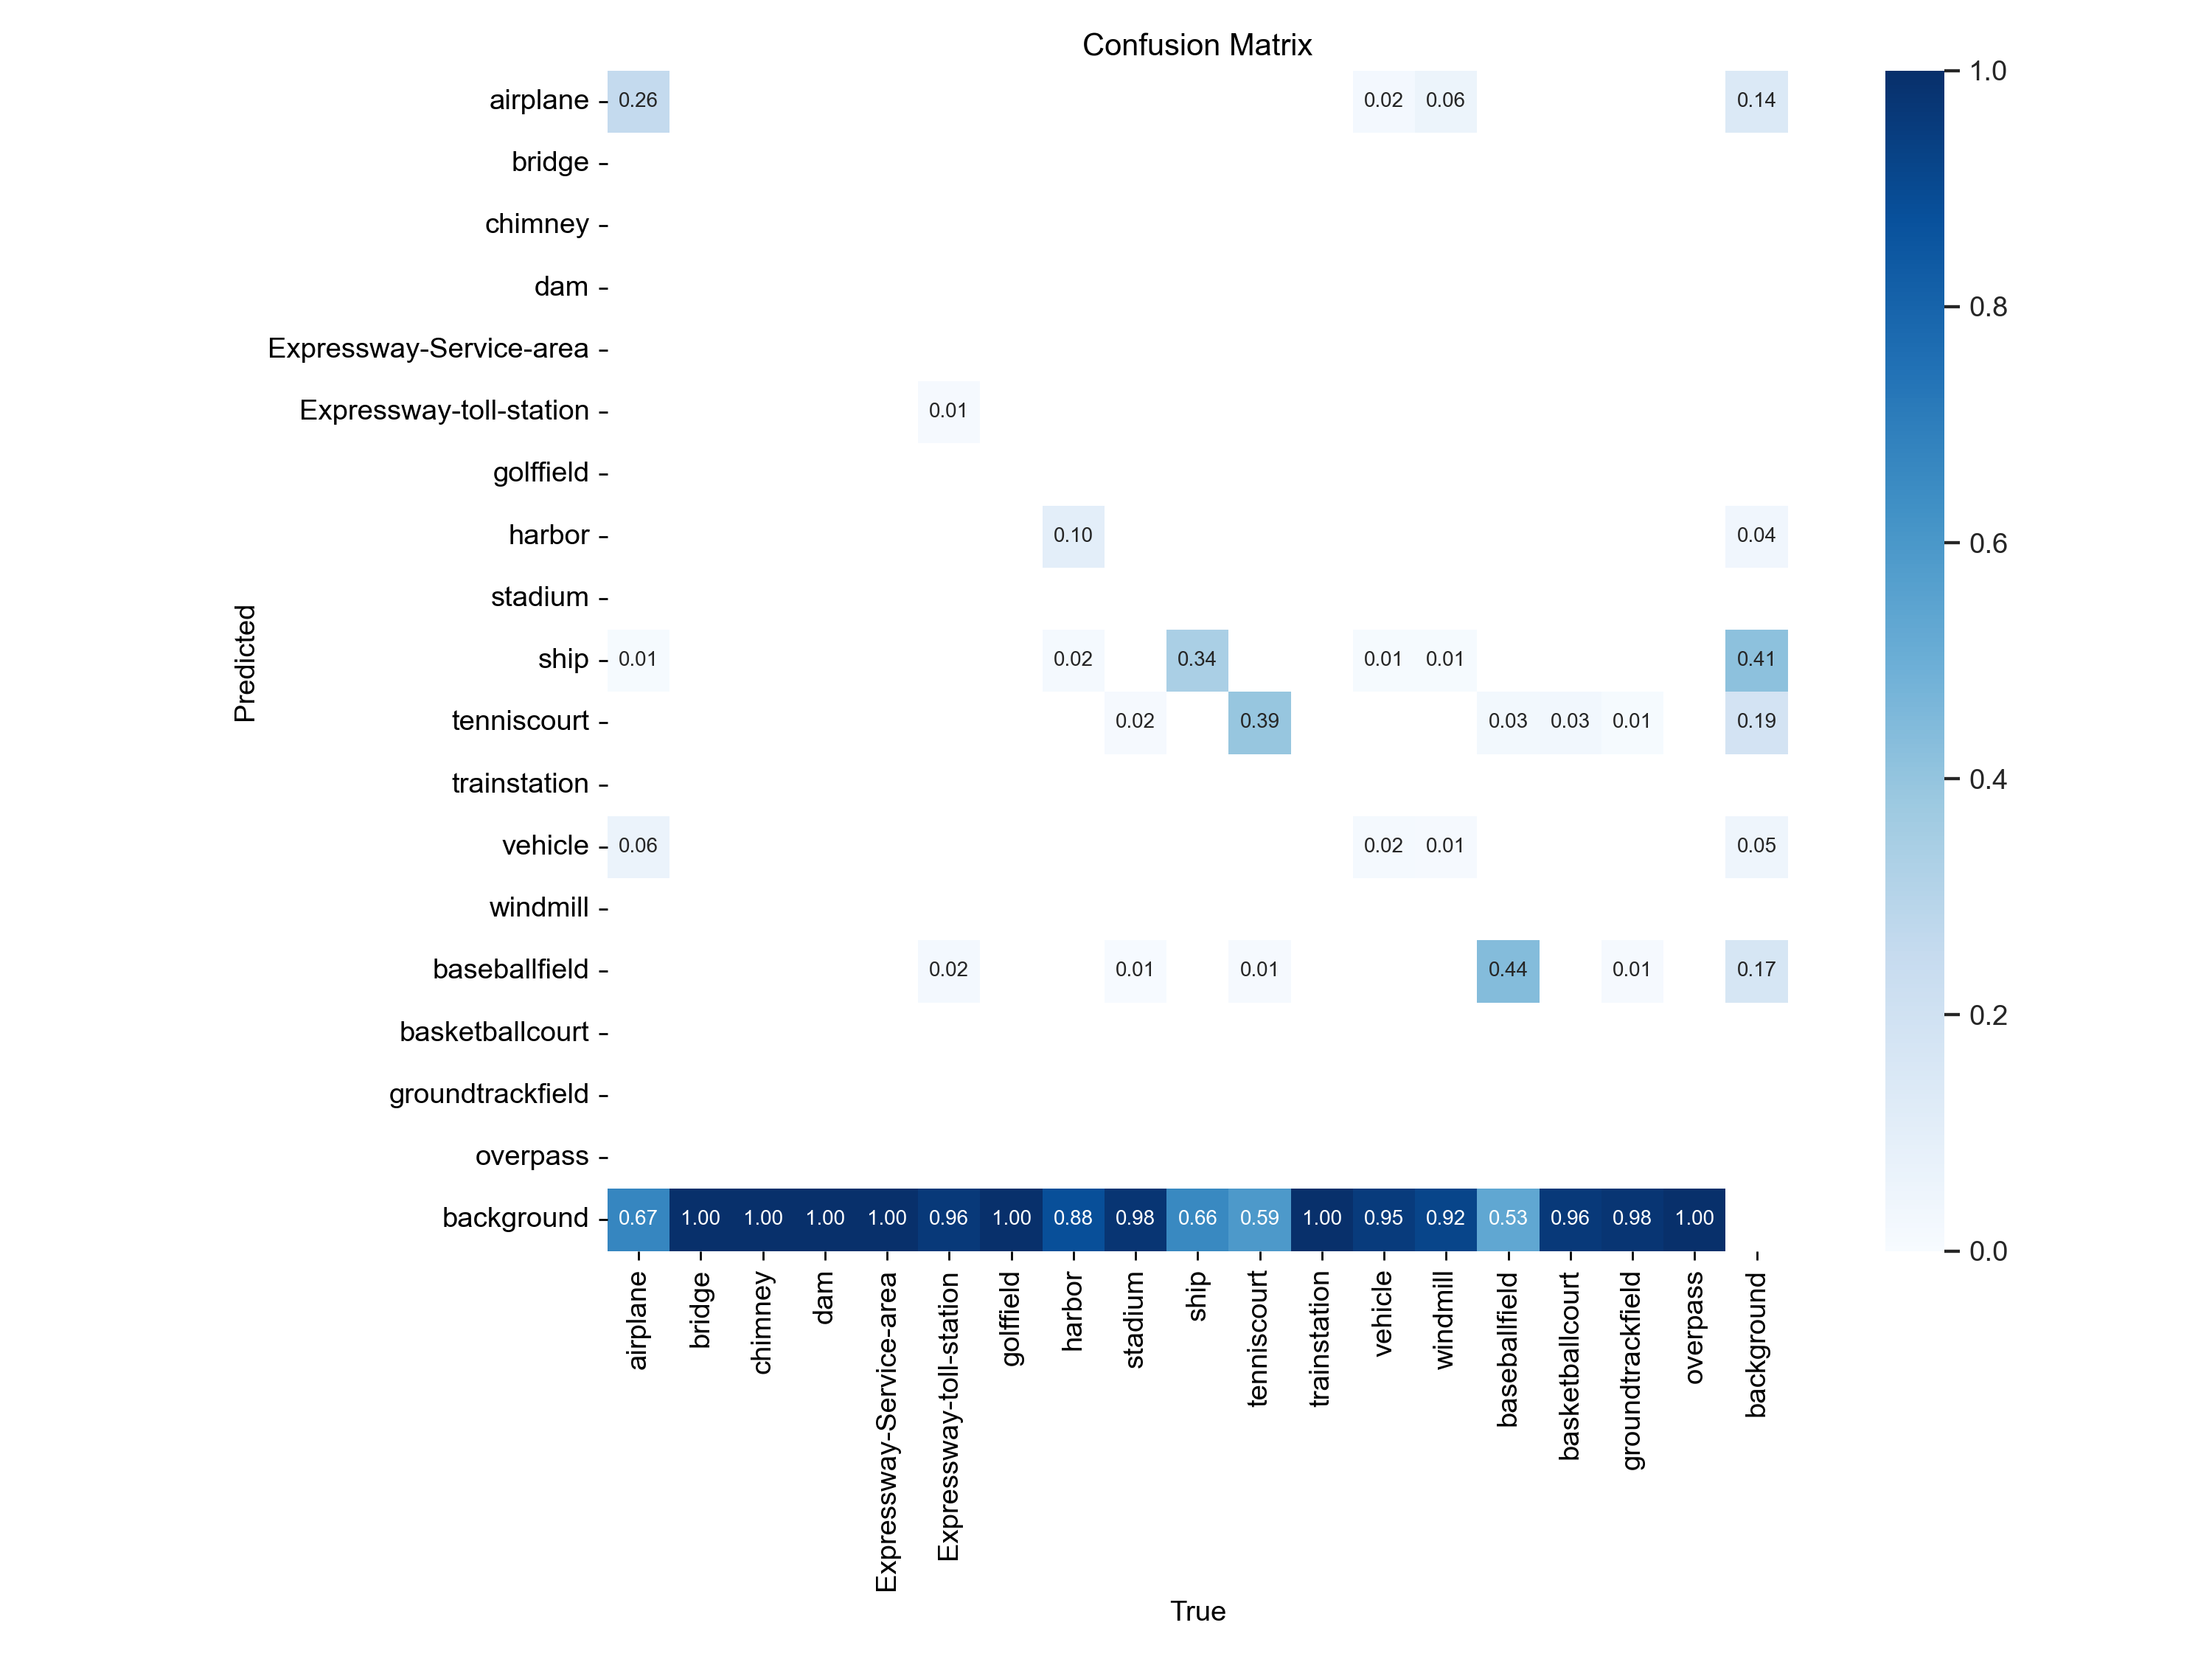 Confusion Matrix
airplane 0.26 0.02 0.06 0.14 1.0
bridge
chimney
dam
0.8
Expressway-Service-area
Expressway-toll-station 0.01
golffield
harbor 0.10 0.04 0.6
stadium
Predicted
ship 0.01 0.02 0.34 0.01 0.01 0.41
tenniscourt 0.02 0.39 0.03 0.03 0.01 0.19
0.4
trainstation
vehicle 0.06 0.02 0.01 0.05
windmill
baseballfield 0.02 0.01 0.01 0.44 0.01 0.17
0.2
basketballcourt
groundtrackfield
overpass
background 0.67 1.00 1.00 1.00 1.00 0.96 1.00 0.88 0.98 0.66 0.59 1.00 0.95 0.92 0.53 0.96 0.98 1.00
0.0
airplane
bridge
chimney
dam
Expressway-Service-area
Expressway-toll-station
golffield
harbor
stadium
ship
tenniscourt
trainstation
vehicle
windmill
baseballfield
basketballcourt
groundtrackfield
overpass
background
True